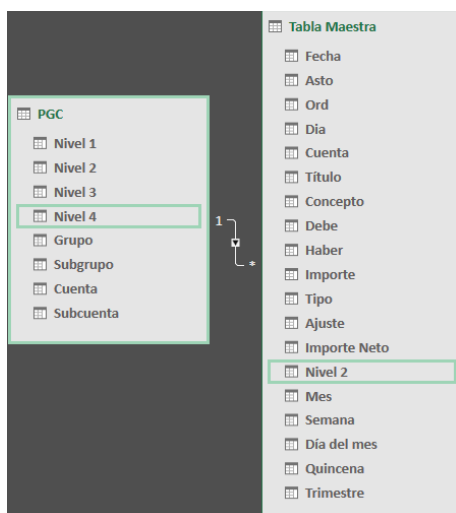 PGC
Nivel 1
Nivel 2
Nivel 3
Nivel 4
Grupo
Subgrupo
Cuenta
Subcuenta
1
*
Tabla Maestra
Fecha
Asto
Ord
Dia
Cuenta
Título
Concepto
Debe
Haber
Importe
Tipo
Ajuste
Importe Neto
Nivel 2
Mes
Semana
Día del mes
Quincena
Trimestre